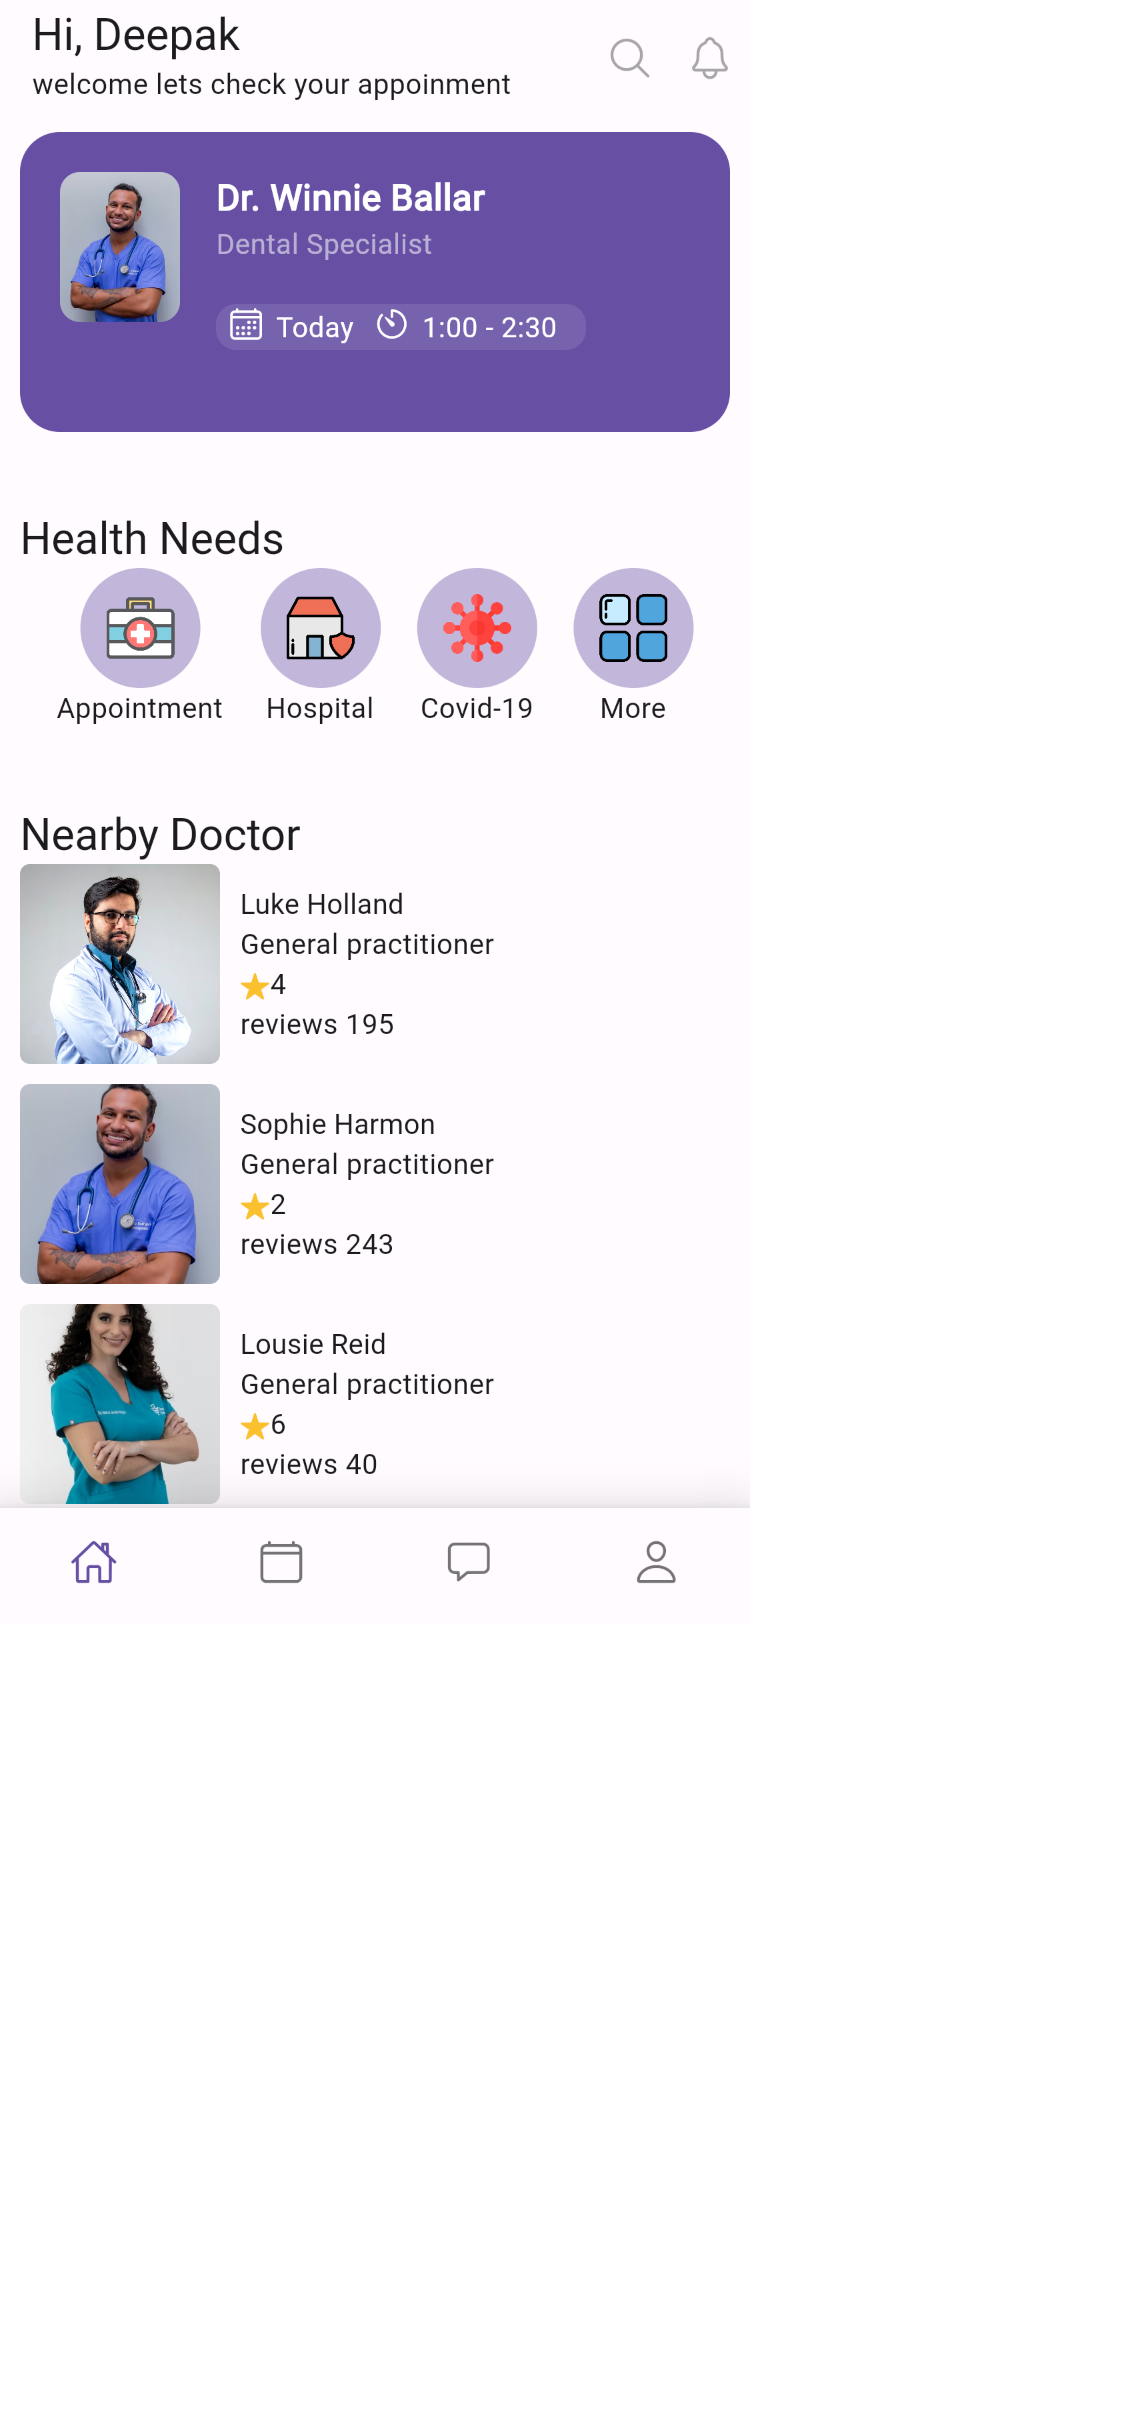 Hi, Deepak
welcome lets check your appoinment
Dr. Winnie Ballar
Dental Specialist
Today 1:00 - 2:30
Health Needs
Appointment Hospital Covid-19 More
Nearby Doctor
Luke Holland
General practitioner
4
reviews 195
Sophie Harmon
General practitioner
2
reviews 243
Lousie Reid
General practitioner
6
reviews 40